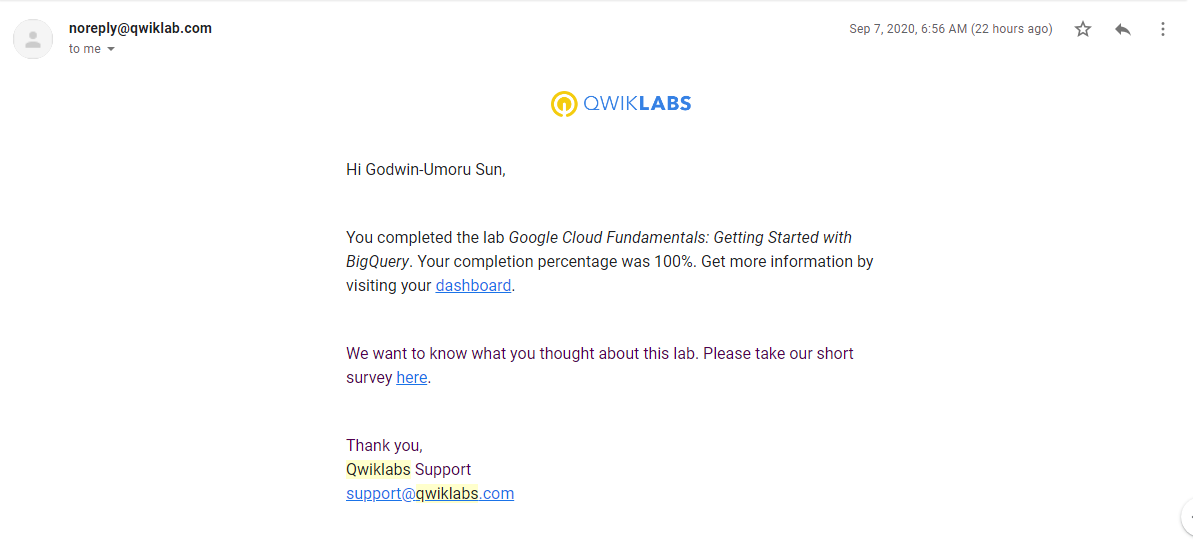 noreply@qwiklab.com
Sep 7, 2020, 6:56 AM (22 hours ago)
to me
QWIKLABS
Hi Godwin-Umoru Sun,
You completed the lab Google Cloud Fundamentals: Getting Started with
BigQuery. Your completion percentage was 100%. Get more information by
visiting your dashboard.
We want to know what you thought about this lab. Please take our short
survey here.
Thank you,
Qwiklabs Support
support@qwiklabs.com